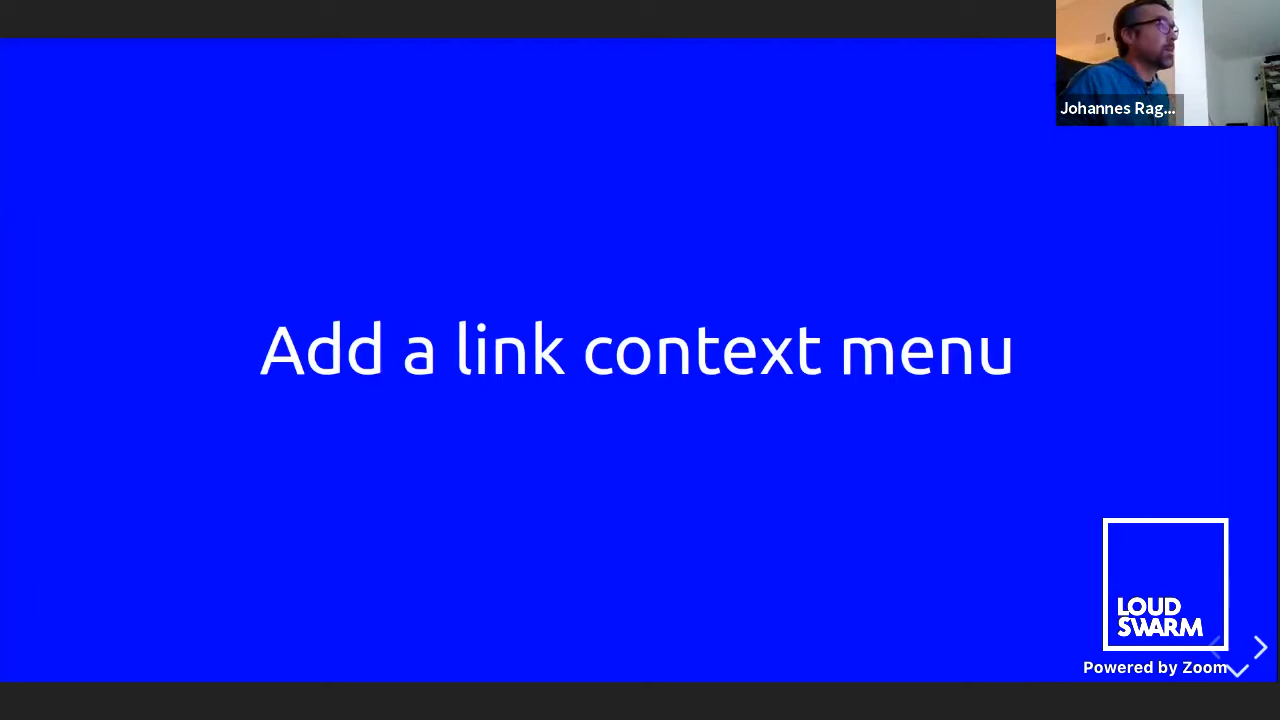 Johannes Rag...
Add a link context menu
LOUD
SWARM
Powered by Zoom